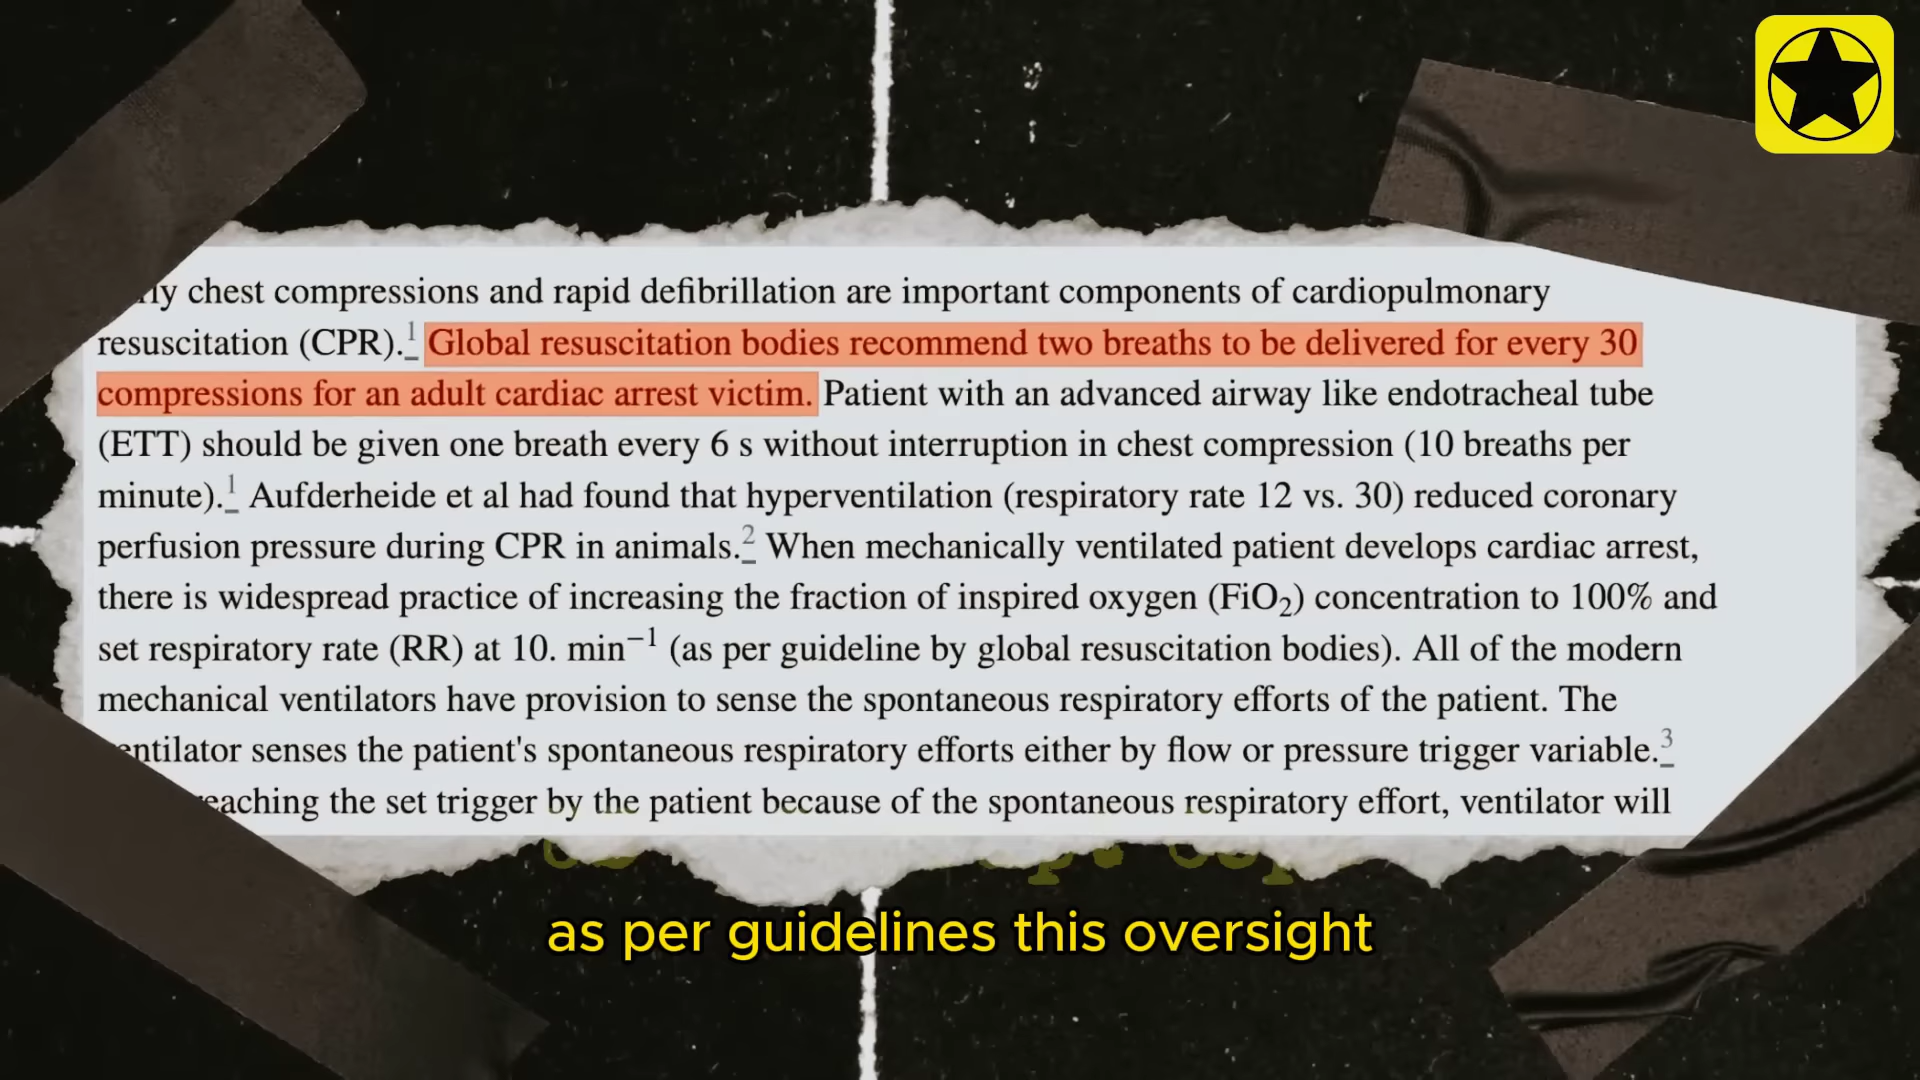 chest compressions and rapid defibrillation are important components of cardiopulmonary
resuscitation (CPR).1 Global resuscitation bodies recommend two breaths to be delivered for every 30
compressions for an adult cardiac arrest victim. Patient with an advanced airway like endotracheal tube
(ETT) should be given one breath every 6 s without interruption in chest compression (10 breaths per
minute).1 Aufderheide et al had found that hyperventilation (respiratory rate 12 vs. 30) reduced coronary
perfusion pressure during CPR in animals.2 When mechanically ventilated patient develops cardiac arrest,
there is widespread practice of increasing the fraction of inspired oxygen (FiO2) concentration to 100% and
set respiratory rate (RR) at 10. min−1 (as per guideline by global resuscitation bodies). All of the modern
mechanical ventilators have provision to sense the spontaneous respiratory efforts of the patient. The
entilator senses the patient's spontaneous respiratory efforts either by flow or pressure trigger variable.3
eaching the set trigger by the patient because of the spontaneous respiratory effort, ventilator will
as per guidelines this oversight